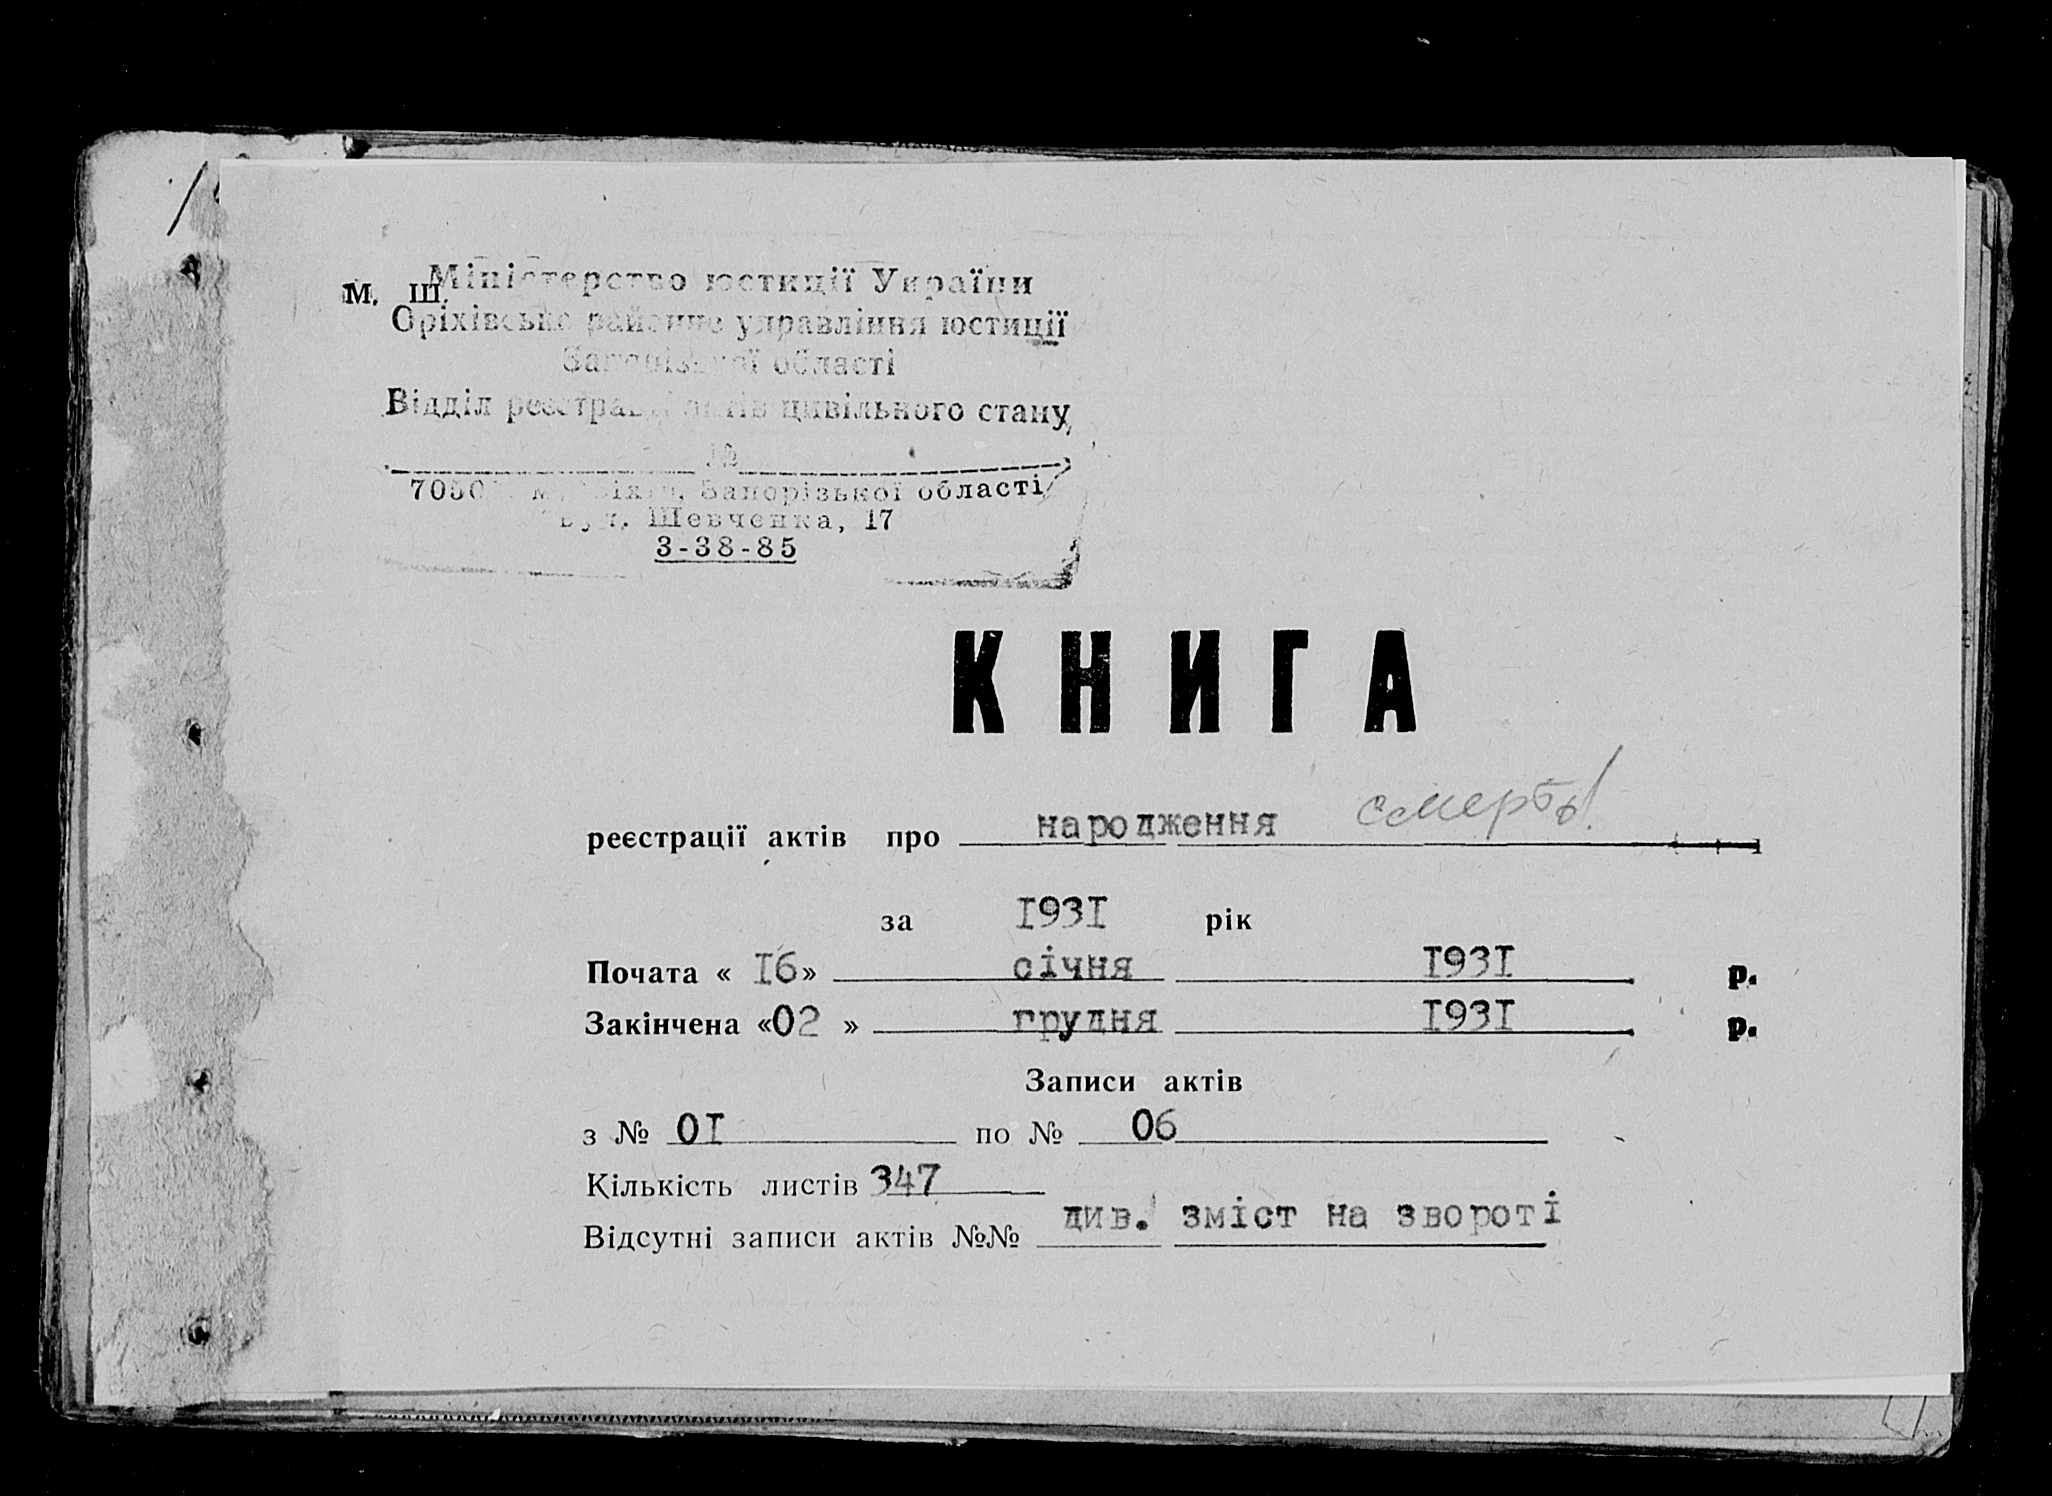 М. Ш.
Міністерство юстиції України
Оріхівське районне управління юстиції
Запорізької області
Відділ реєстрації актів цивільного стану
№
Запорізької області
вул. Шевченка, 17
3-38-85
КНИГА
реєстрації актів про народження смерть!
за 1931 рік
Почата « 16» січня 1931 р.
Закінчена «02 » грудня 1931 р.
Записи актів
з № 01 по № 06
Кількість листів 347
Відсутні записи актів №№ див. зміст на звороті